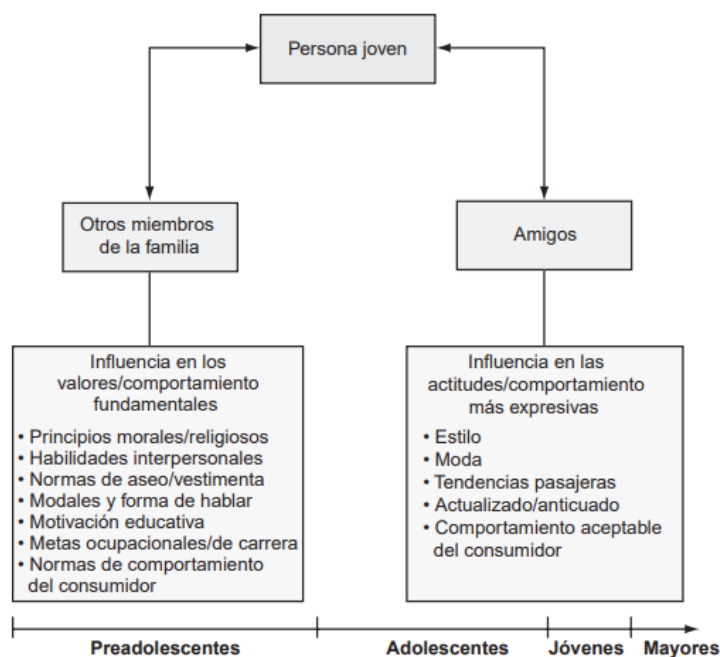 Persona joven
Otros miembros
de la familia
Amigos
Influencia en los
valores/comportamiento
fundamentales
• Principios morales/religiosos
• Habilidades interpersonales
• Normas de aseo/vestimenta
• Modales y forma de hablar
• Motivación educativa
• Metas ocupacionales/de carrera
• Normas de comportamiento
del consumidor
Influencia en las
actitudes/comportamiento
más expresivas
• Estilo
• Moda
• Tendencias pasajeras
• Actualizado/anticuado
• Comportamiento aceptable
del consumidor
Preadolescentes Adolescentes Jóvenes Mayores